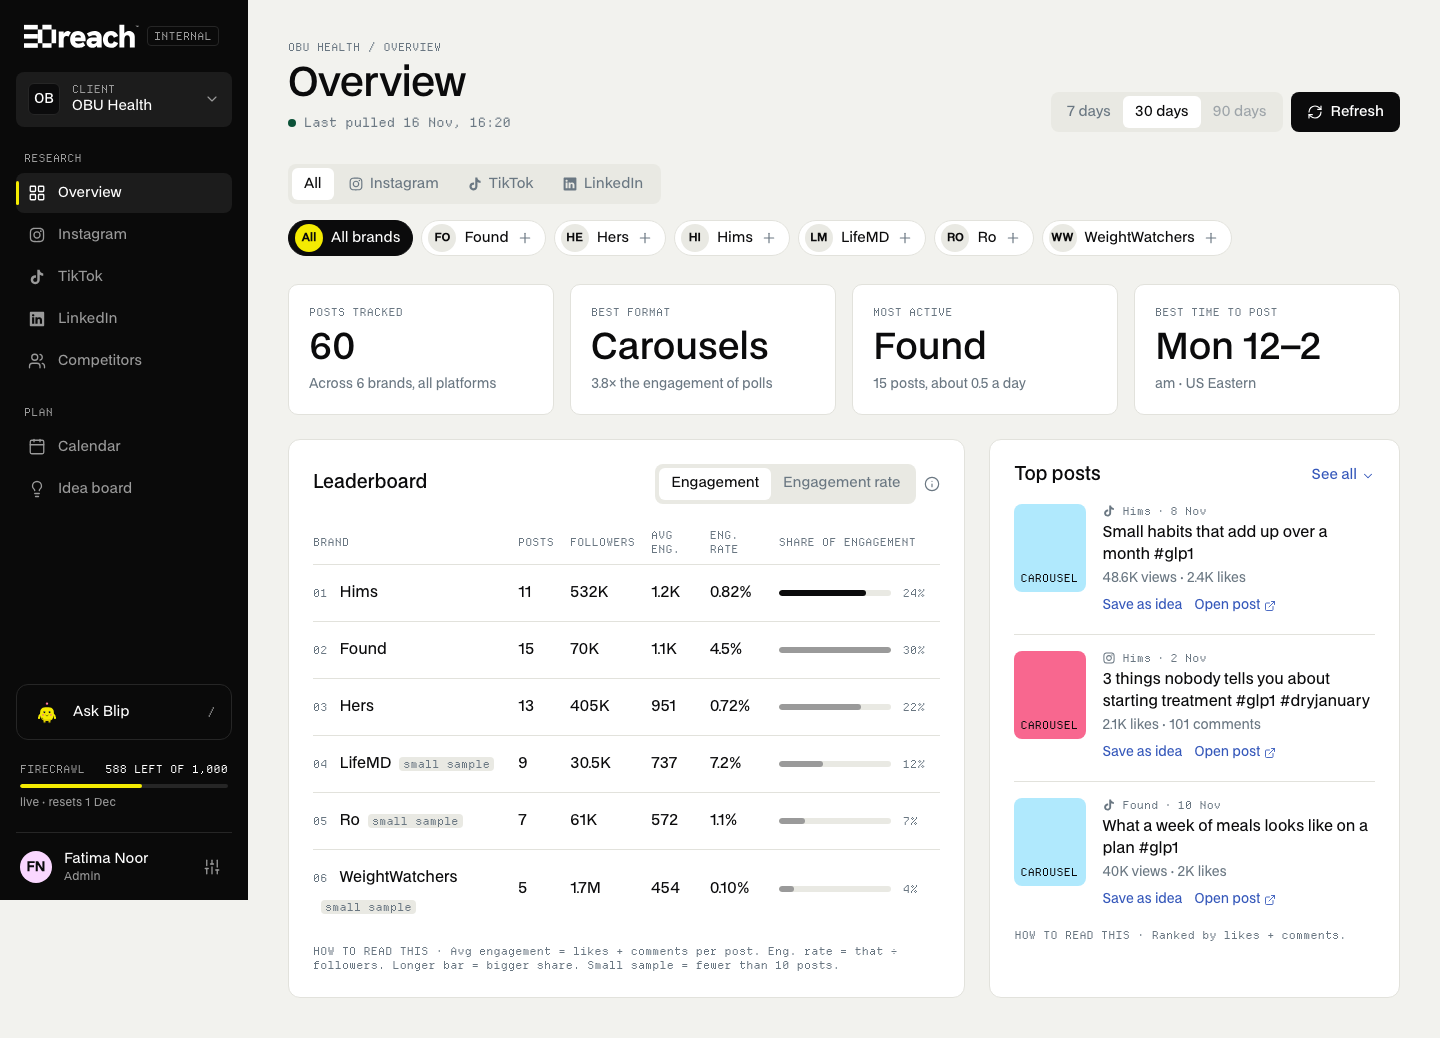 reach INTERNAL
OB CLIENT
OBU Health
RESEARCH
Overview
Instagram
TikTok
LinkedIn
Competitors
PLAN
Calendar
Idea board
Ask Blip /
FIRECRAWL 588 LEFT OF 1,000
live · resets 1 Dec
FN Fatima Noor
Admin
OBU HEALTH / OVERVIEW
Overview
Last pulled 16 Nov, 16:20
7 days 30 days 90 days Refresh
All Instagram TikTok LinkedIn
All All brands FO Found + HE Hers + HI Hims + LM LifeMD + RO Ro + WW WeightWatchers +
POSTS TRACKED
60
Across 6 brands, all platforms
BEST FORMAT
Carousels
3.8× the engagement of polls
MOST ACTIVE
Found
15 posts, about 0.5 a day
BEST TIME TO POST
Mon 12–2
am · US Eastern
Leaderboard
Engagement Engagement rate
BRAND POSTS FOLLOWERS AVG ENG. ENG. RATE SHARE OF ENGAGEMENT
01 Hims 11 532K 1.2K 0.82% 24%
02 Found 15 70K 1.1K 4.5% 30%
03 Hers 13 405K 951 0.72% 22%
04 LifeMD small sample 9 30.5K 737 7.2% 12%
05 Ro small sample 7 61K 572 1.1% 7%
06 WeightWatchers small sample 5 1.7M 454 0.10% 4%
HOW TO READ THIS · Avg engagement = likes + comments per post. Eng. rate = that ÷
followers. Longer bar = bigger share. Small sample = fewer than 10 posts.
Top posts
See all
CAROUSEL
Hims · 8 Nov
Small habits that add up over a
month #glp1
48.6K views · 2.4K likes
Save as idea Open post
CAROUSEL
Hims · 2 Nov
3 things nobody tells you about
starting treatment #glp1 #dryjanuary
2.1K likes · 101 comments
Save as idea Open post
CAROUSEL
Found · 10 Nov
What a week of meals looks like on a
plan #glp1
40K views · 2K likes
Save as idea Open post
HOW TO READ THIS · Ranked by likes + comments.